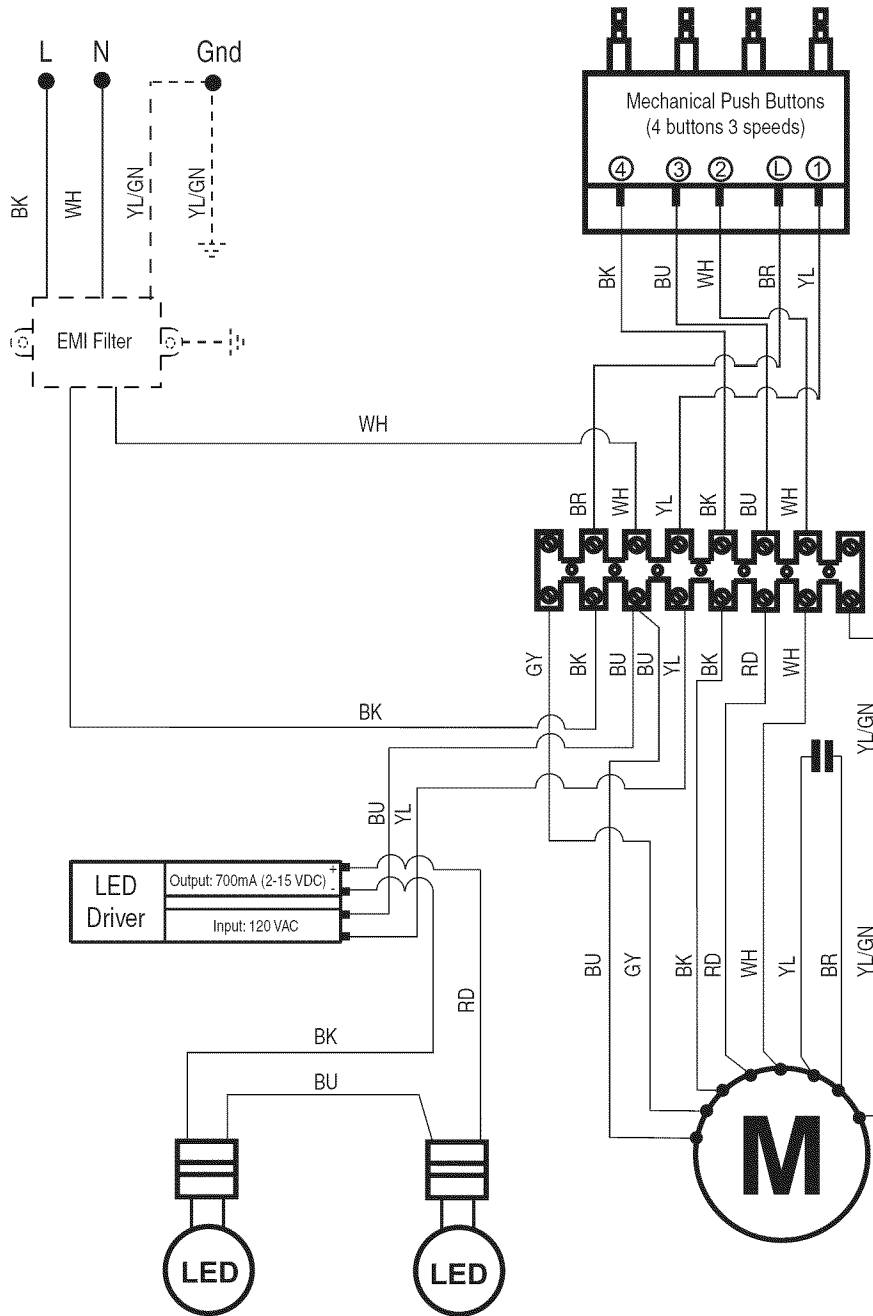 L N Gnd
Mechanical Push Buttons
(4 buttons 3 speeds)
4 3 2 L 1
BK WH YL/GN YL/GN
BK BU WH BR YL
EMI Filter
WH
BR WH YL BK BU WH
GY BK BU BU YL BK RD WH
BK
YL/GN
BU YL
LED
Driver
Output: 700mA (2-15 VDC)
+
-
Input: 120 VAC
BU GY BK RD WH YL BR YL/GN
RD
BK
BU
M
LED LED